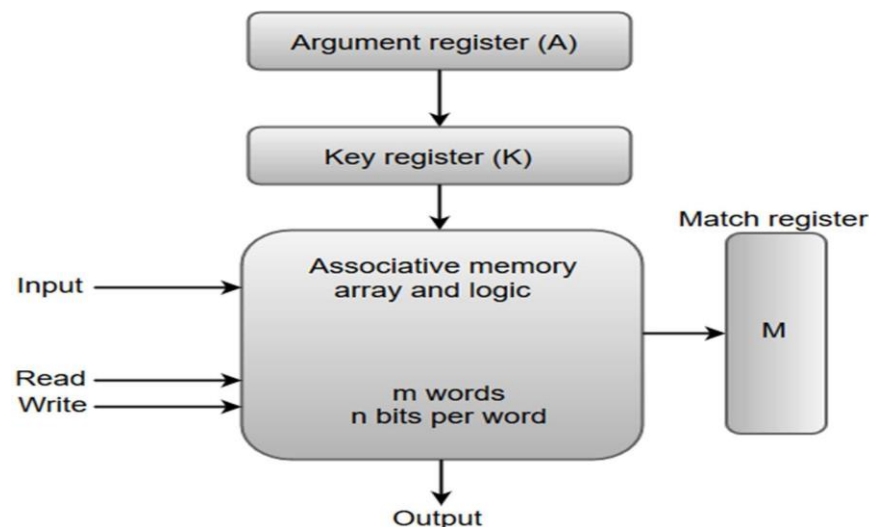 Argument register (A)
Key register (K)
Match register
Associative memory
array and logic
Input
M
Read
Write
m words
n bits per word
Output